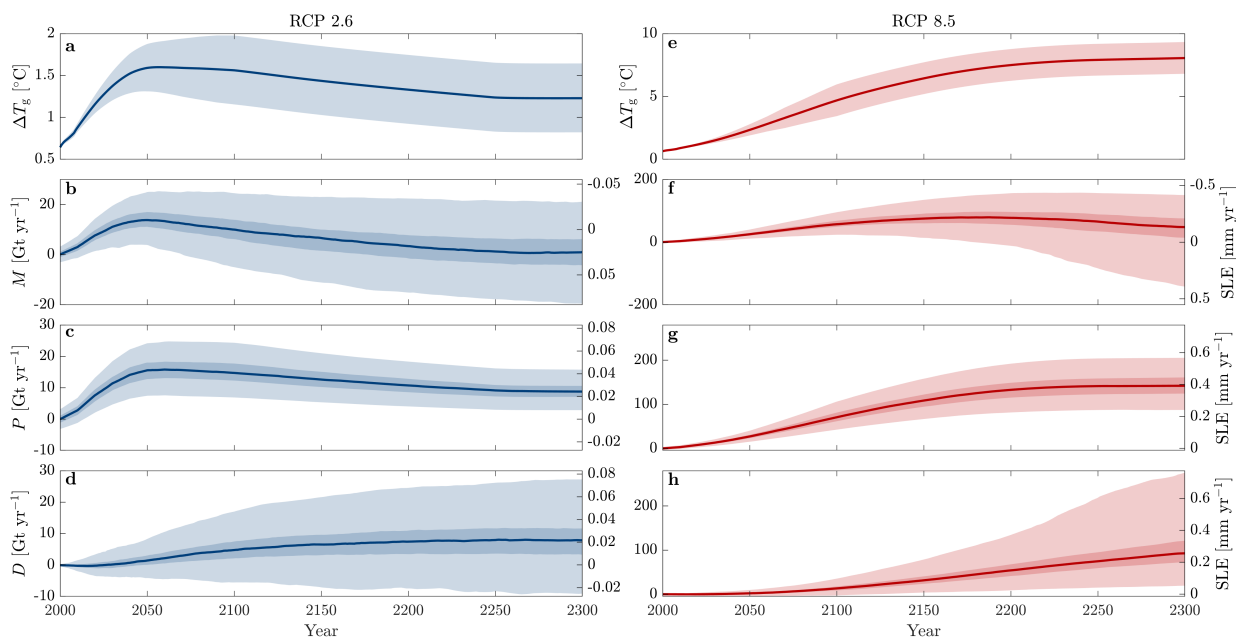 RCP 2.6
a
2
1.5
1
0.5
ΔTg [°C]
b
20
0
-20
M [Gt yr−1]
-0.05
0
0.05
c
30
20
10
0
-10
P [Gt yr−1]
0.08
0.06
0.04
0.02
0
-0.02
d
30
20
10
0
-10
D [Gt yr−1]
0.08
0.06
0.04
0.02
0
-0.02
2000 2050 2100 2150 2200 2250 2300
Year
RCP 8.5
e
10
5
0
ΔTg [°C]
f
200
0
-200
-0.5
0
0.5
SLE [mm yr−1]
g
200
100
0
0.6
0.4
0.2
0
SLE [mm yr−1]
h
200
100
0
0.6
0.4
0.2
0
SLE [mm yr−1]
2000 2050 2100 2150 2200 2250 2300
Year